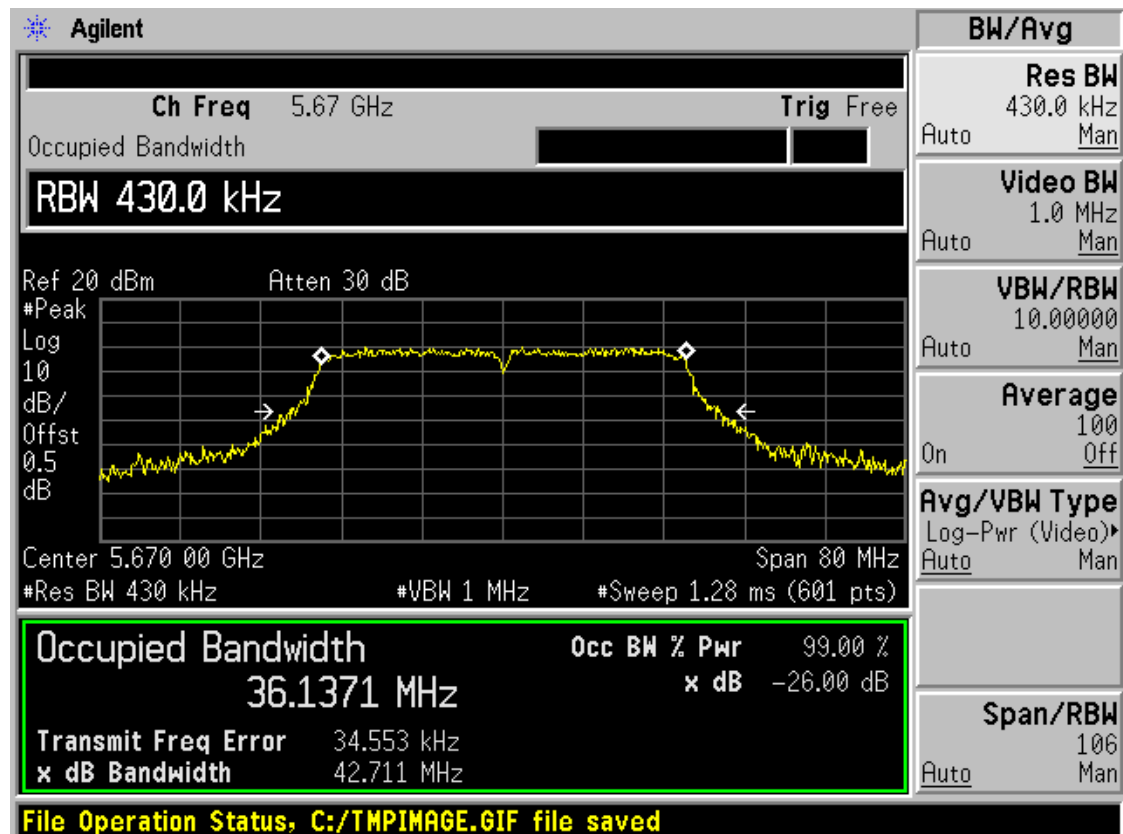 Agilent
BW/Avg
Ch Freq 5.67 GHz Trig Free
Occupied Bandwidth
RBW 430.0 kHz
Ref 20 dBm Atten 30 dB
#Peak
Log
10
dB/
Offst
0.5
dB
Center 5.670 00 GHz Span 80 MHz
#Res BW 430 kHz #VBW 1 MHz #Sweep 1.28 ms (601 pts)
Occupied Bandwidth
36.1371 MHz
Occ BW % Pwr 99.00 %
x dB -26.00 dB
Transmit Freq Error 34.553 kHz
x dB Bandwidth 42.711 MHz
Res BW
430.0 kHz
Auto Man
Video BW
1.0 MHz
Auto Man
VBW/RBW
10.00000
Auto Man
Average
100
On Off
Avg/VBW Type
Log-Pwr (Video)▸
Auto Man
Span/RBW
106
Auto Man
File Operation Status, C:/TMPIMAGE.GIF file saved